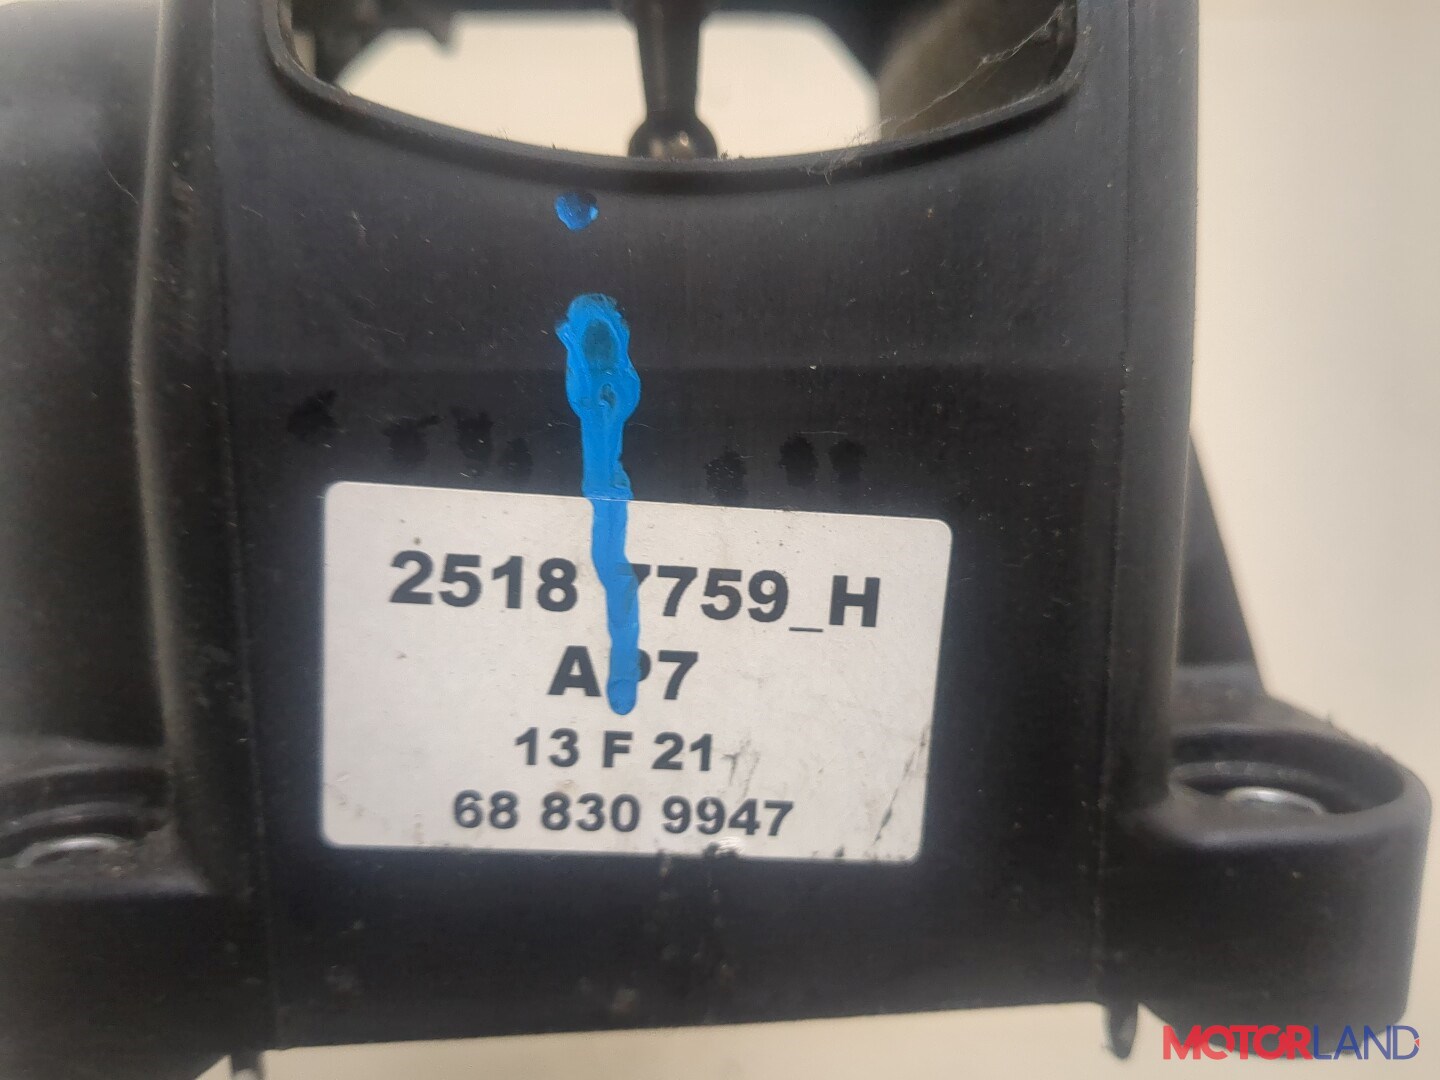 2518 7759_H
AP7
13 F 21
68 830 9947
MOTORLAND